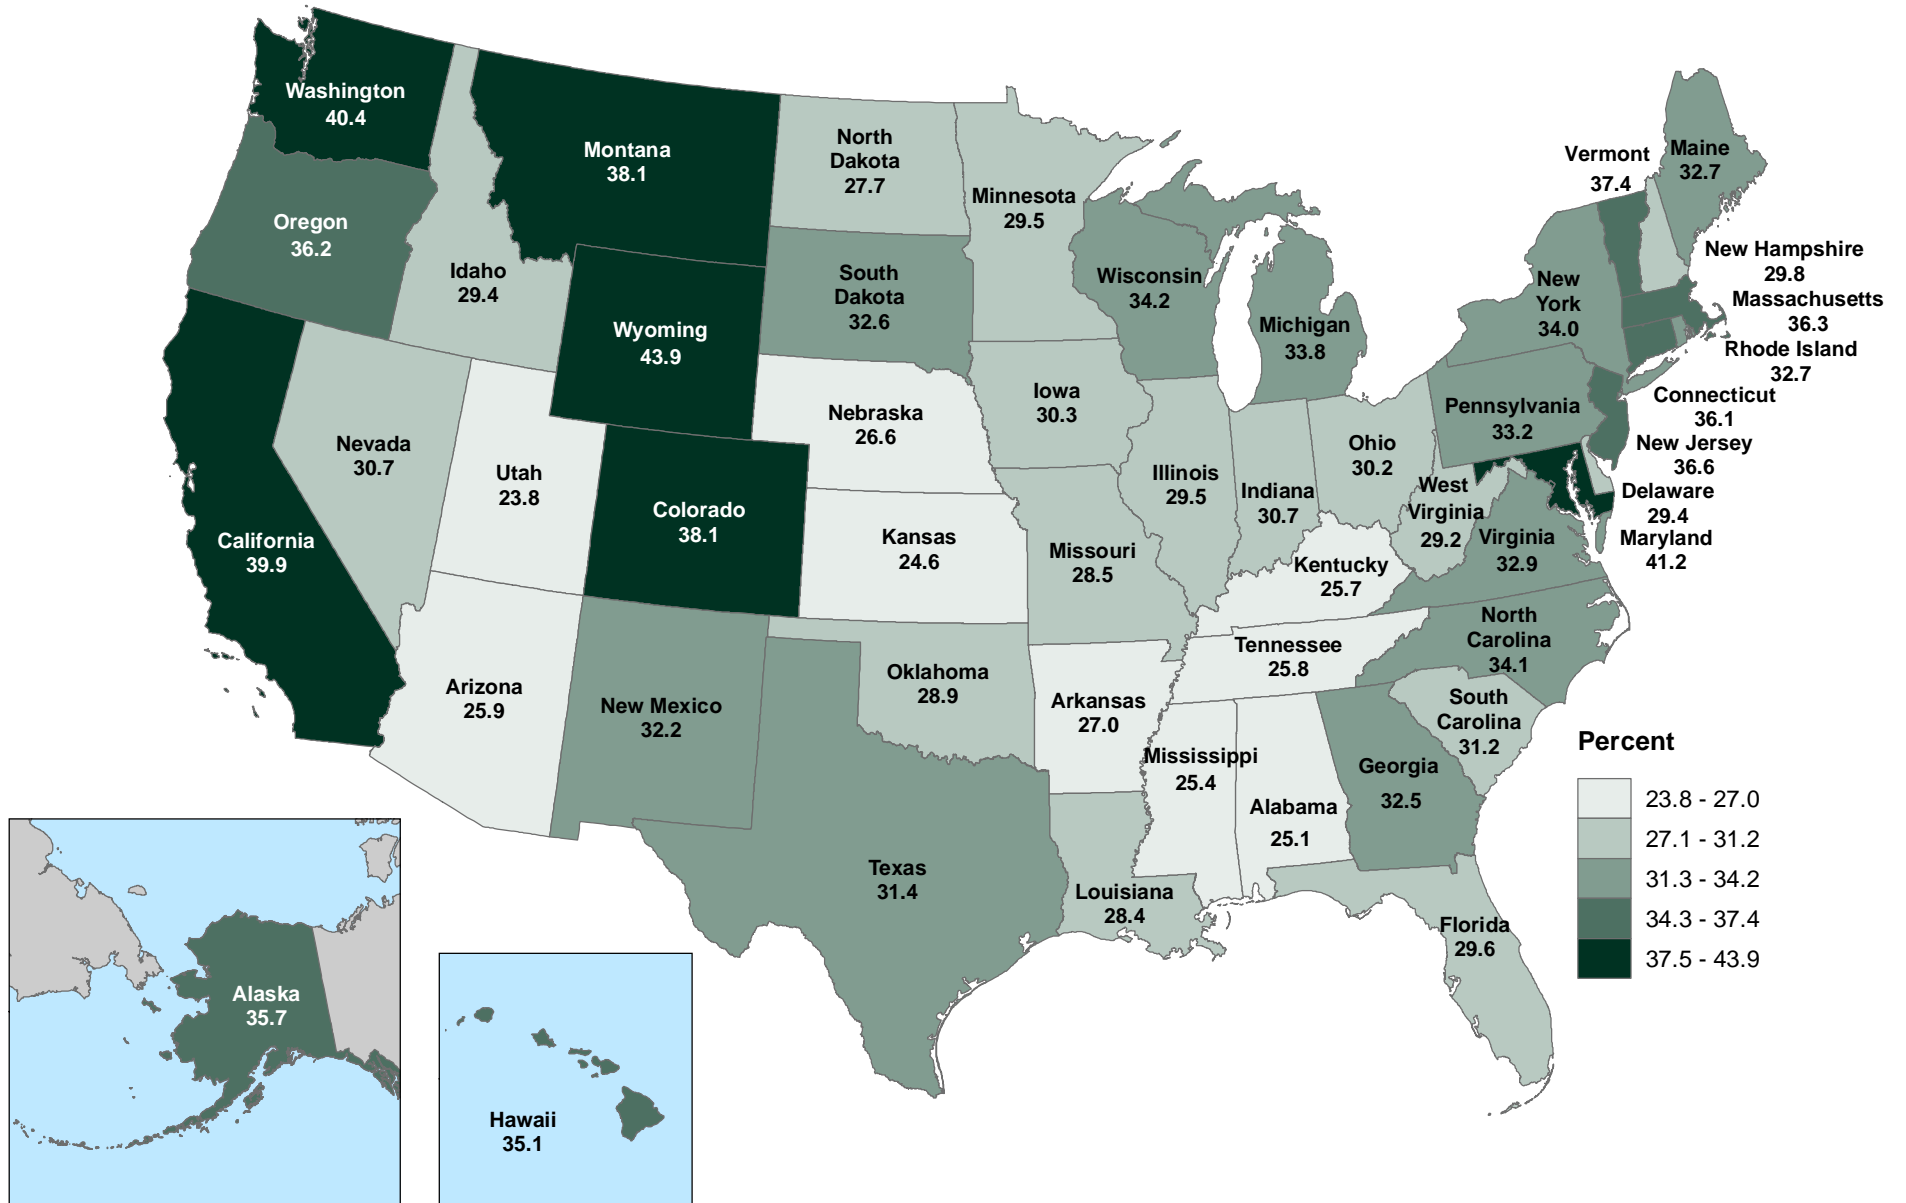 Washington
40.4
Montana
38.1
North
Dakota
27.7
Minnesota
29.5
Vermont
37.4
Maine
32.7
Oregon
36.2
Idaho
29.4
Wyoming
43.9
South
Dakota
32.6
Wisconsin
34.2
Michigan
33.8
New
York
34.0
New Hampshire
29.8
Massachusetts
36.3
Rhode Island
32.7
Connecticut
36.1
New Jersey
36.6
Delaware
29.4
Maryland
41.2
Nevada
30.7
Utah
23.8
Colorado
38.1
Nebraska
26.6
Iowa
30.3
Illinois
29.5
Indiana
30.7
Ohio
30.2
Pennsylvania
33.2
West
Virginia
29.2
Virginia
32.9
California
39.9
Kansas
24.6
Missouri
28.5
Kentucky
25.7
North
Carolina
34.1
Tennessee
25.8
Arizona
25.9
New Mexico
32.2
Oklahoma
28.9
Arkansas
27.0
South
Carolina
31.2
Mississippi
25.4
Alabama
25.1
Georgia
32.5
Texas
31.4
Louisiana
28.4
Florida
29.6
Alaska
35.7
Hawaii
35.1
Percent
23.8 - 27.0
27.1 - 31.2
31.3 - 34.2
34.3 - 37.4
37.5 - 43.9